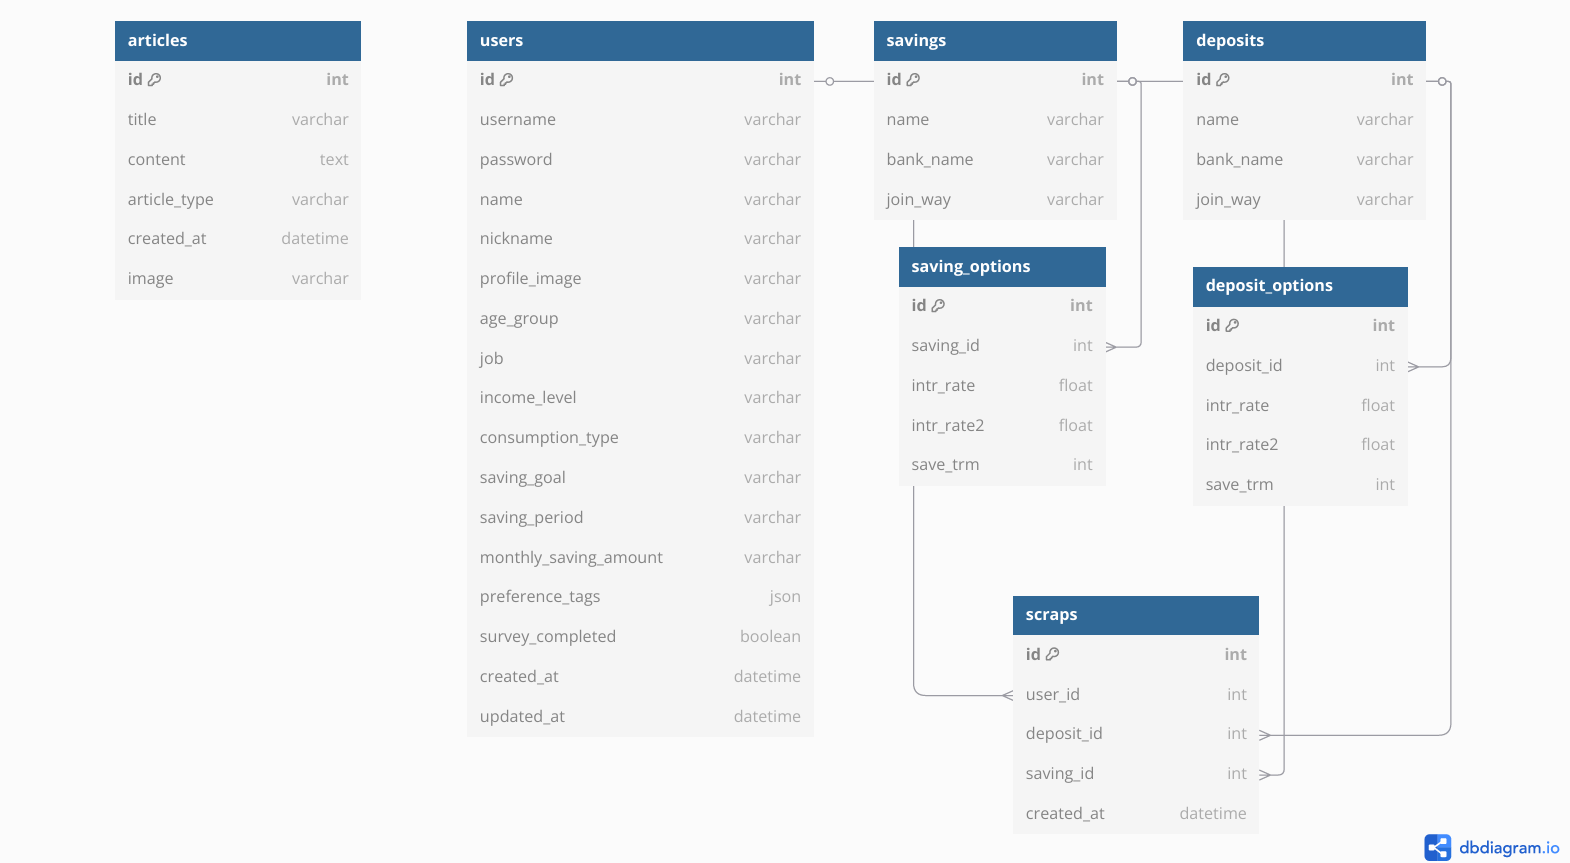 articles
id int
title varchar
content text
article_type varchar
created_at datetime
image varchar
users
id int
username varchar
password varchar
name varchar
nickname varchar
profile_image varchar
age_group varchar
job varchar
income_level varchar
consumption_type varchar
saving_goal varchar
saving_period varchar
monthly_saving_amount varchar
preference_tags json
survey_completed boolean
created_at datetime
updated_at datetime
savings
id int
name varchar
bank_name varchar
join_way varchar
deposits
id int
name varchar
bank_name varchar
join_way varchar
saving_options
id int
saving_id int
intr_rate float
intr_rate2 float
save_trm int
deposit_options
id int
deposit_id int
intr_rate float
intr_rate2 float
save_trm int
scraps
id int
user_id int
deposit_id int
saving_id int
created_at datetime
dbdiagram.io